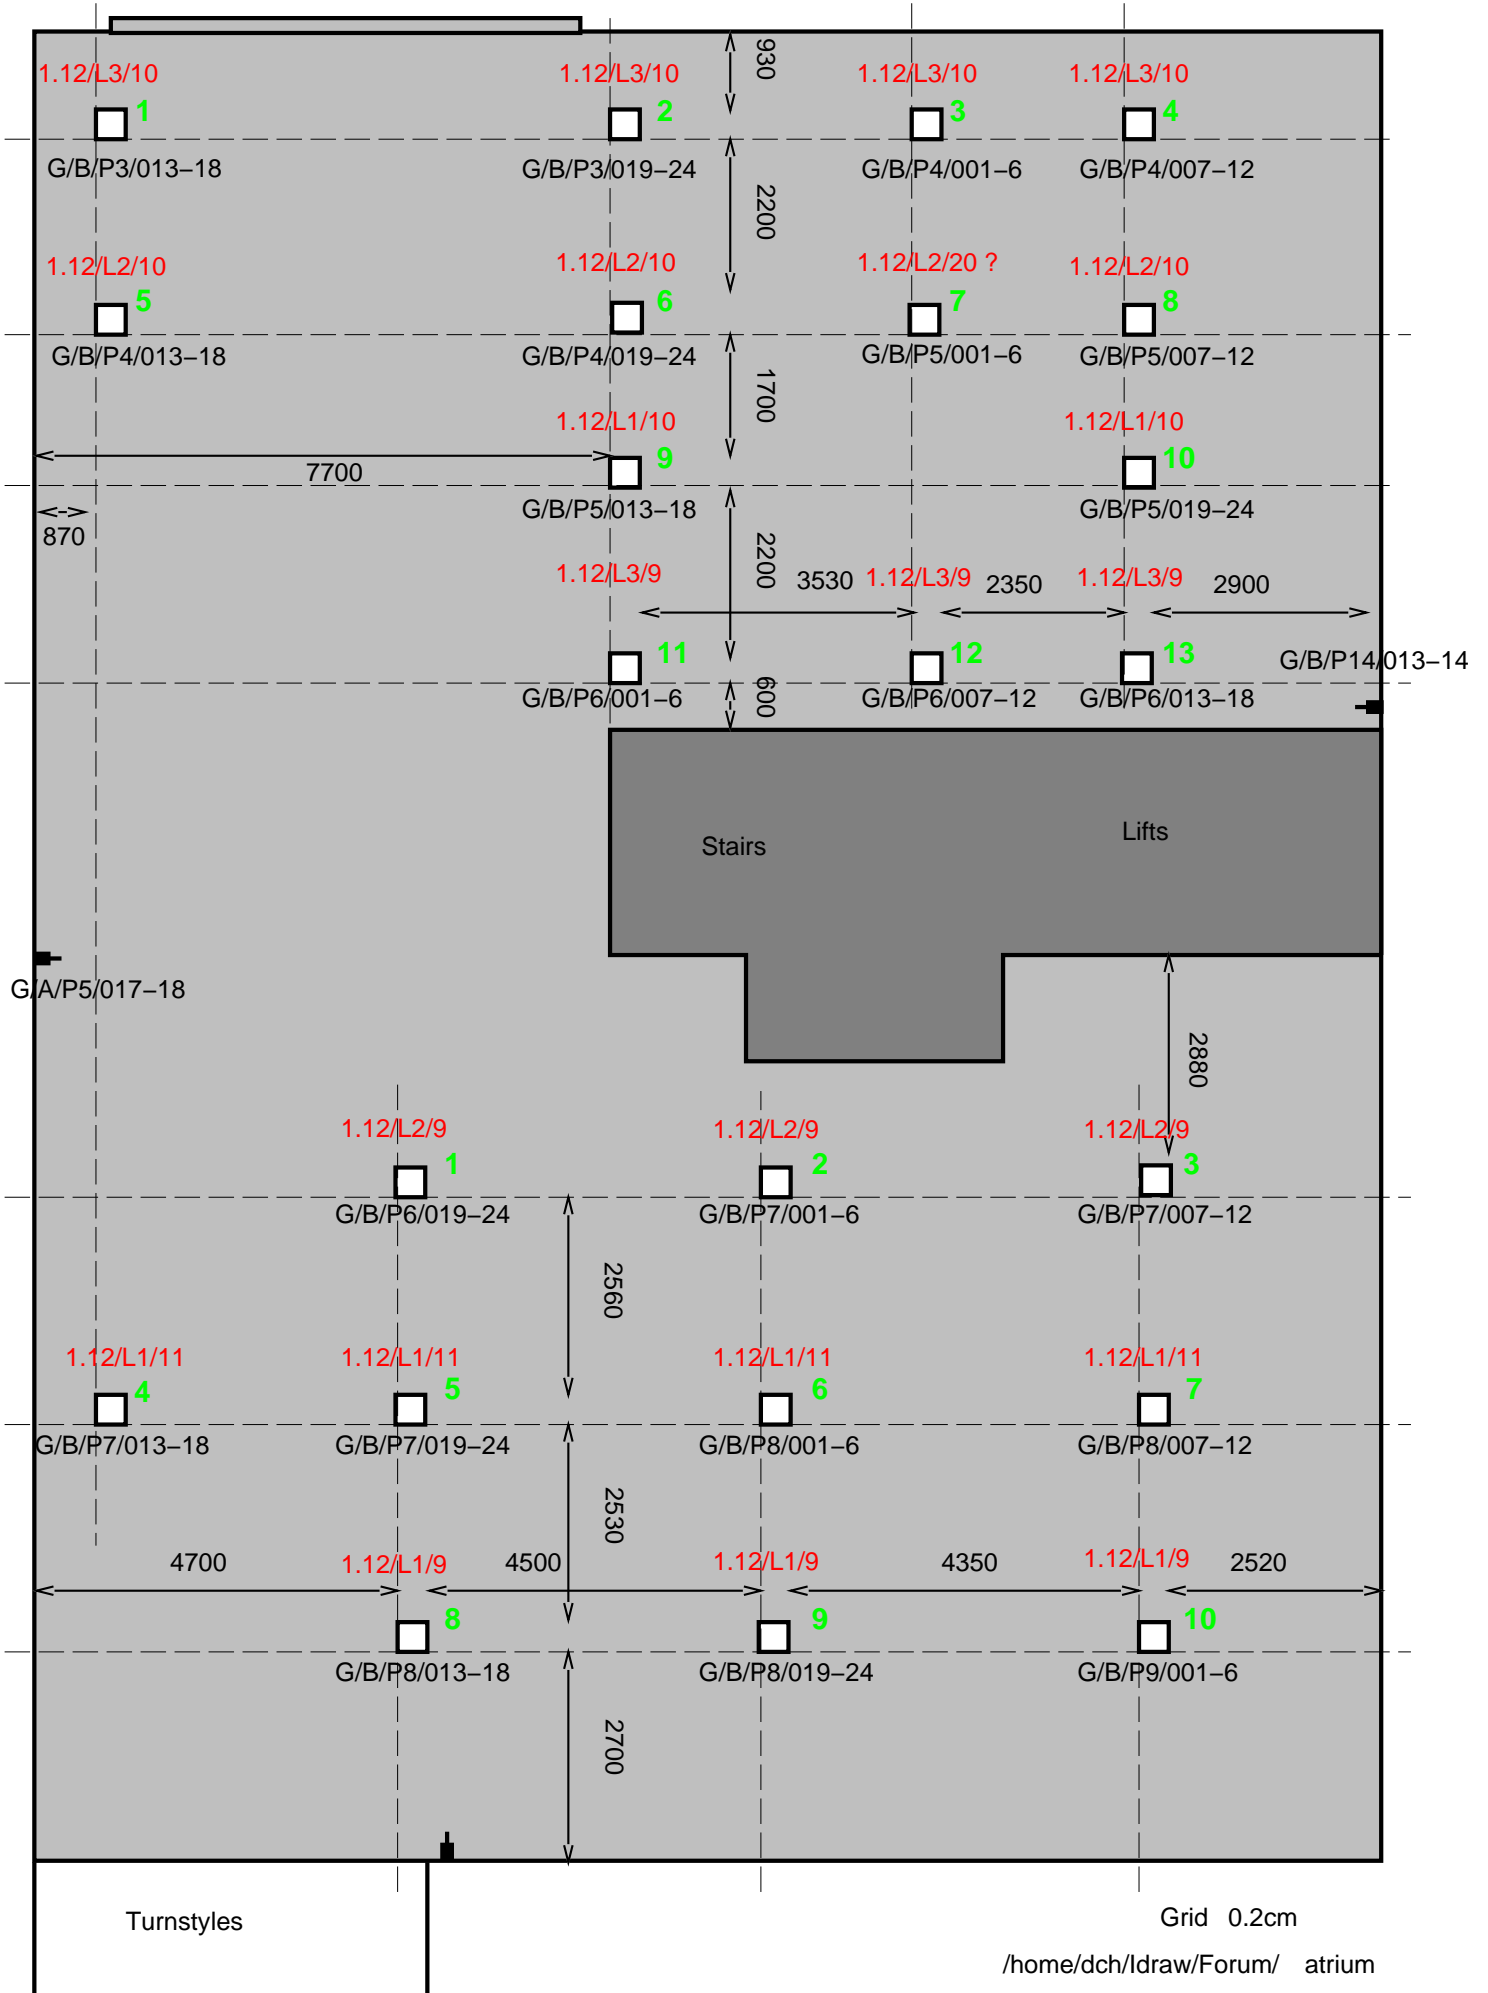 930
1.12/L3/10
1.12/L3/10
1.12/L3/10
1.12/L3/10
1
2
3
4
G/B/P3/013–18
G/B/P3/019–24
G/B/P4/001–6
G/B/P4/007–12
2200
1.12/L2/10
1.12/L2/10
1.12/L2/20 ?
1.12/L2/10
5
6
7
8
G/B/P4/013–18
G/B/P4/019–24
G/B/P5/001–6
G/B/P5/007–12
1700
1.12/L1/10
1.12/L1/10
7700
9
10
G/B/P5/013–18
G/B/P5/019–24
870
2200
1.12/L3/9
3530
1.12/L3/9
2350
1.12/L3/9
2900
11
12
13
G/B/P14/013–14
G/B/P6/001–6
600
G/B/P6/007–12
G/B/P6/013–18
Stairs
Lifts
G/A/P5/017–18
2880
1.12/L2/9
1.12/L2/9
1.12/L2/9
1
2
3
G/B/P6/019–24
G/B/P7/001–6
G/B/P7/007–12
2560
1.12/L1/11
1.12/L1/11
1.12/L1/11
1.12/L1/11
4
5
6
7
G/B/P7/013–18
G/B/P7/019–24
G/B/P8/001–6
G/B/P8/007–12
2530
4700
1.12/L1/9
4500
1.12/L1/9
4350
1.12/L1/9
2520
8
9
10
G/B/P8/013–18
G/B/P8/019–24
G/B/P9/001–6
2700
Turnstyles
Grid 0.2cm
/home/dch/Idraw/Forum/ atrium